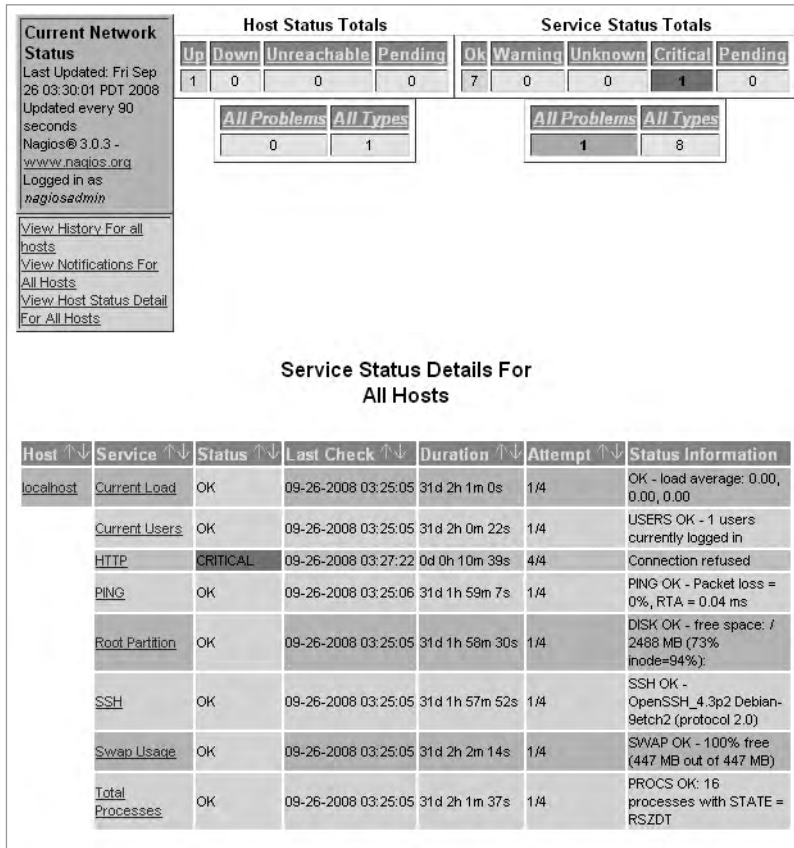 Current Network
Status
Last Updated: Fri Sep
26 03:30:01 PDT 2008
Updated every 90
seconds
Nagios® 3.0.3 -
www.nagios.org
Logged in as
nagiosadmin
View History For all
hosts
View Notifications For
All Hosts
View Host Status Detail
For All Hosts
Host Status Totals
Up Down Unreachable Pending
1 0 0 0
All Problems All Types
0 1
Service Status Totals
Ok Warning Unknown Critical Pending
7 0 0 1 0
All Problems All Types
1 8
Service Status Details For
All Hosts
Host ↑↓ Service ↑↓ Status ↑↓ Last Check ↑↓ Duration ↑↓ Attempt ↑↓ Status Information
localhost Current Load OK 09-26-2008 03:25:05 31d 2h 1m 0s 1/4 OK - load average: 0.00,
0.00, 0.00
Current Users OK 09-26-2008 03:25:05 31d 2h 0m 22s 1/4 USERS OK - 1 users
currently logged in
HTTP CRITICAL 09-26-2008 03:27:22 0d 0h 10m 39s 4/4 Connection refused
PING OK 09-26-2008 03:25:06 31d 1h 59m 7s 1/4 PING OK - Packet loss =
0%, RTA = 0.04 ms
Root Partition OK 09-26-2008 03:25:05 31d 1h 58m 30s 1/4 DISK OK - free space: /
2488 MB (73%
inode=94%):
SSH OK 09-26-2008 03:25:05 31d 1h 57m 52s 1/4 SSH OK -
OpenSSH_4.3p2 Debian-
9etch2 (protocol 2.0)
Swap Usage OK 09-26-2008 03:25:05 31d 2h 2m 14s 1/4 SWAP OK - 100% free
(447 MB out of 447 MB)
Total
Processes OK 09-26-2008 03:25:05 31d 2h 1m 37s 1/4 PROCS OK: 16
processes with STATE =
RSZDT